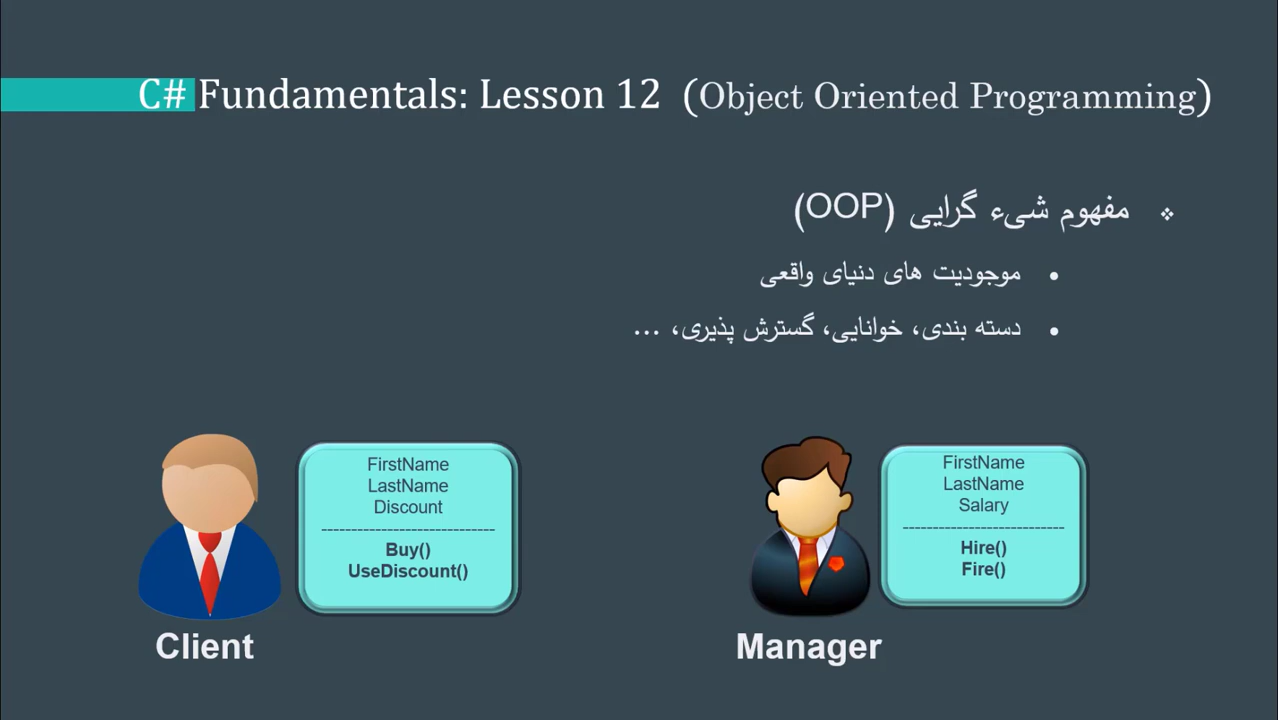 C# Fundamentals: Lesson 12 (Object Oriented Programming)
❖ مفهوم شیء گرایی (OOP)
• موجودیت های دنیای واقعی
• دسته بندی، خوانایی، گسترش پذیری، ...
FirstName
LastName
Discount
----------------------------
Buy()
UseDiscount()
Client
FirstName
LastName
Salary
--------------------------
Hire()
Fire()
Manager